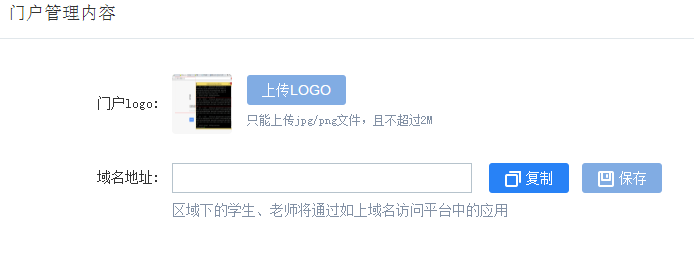 门户管理内容
门户logo: 上传LOGO
只能上传jpg/png文件，且不超过2M
域名地址: 复制 保存
区域下的学生、老师将通过如上域名访问平台中的应用